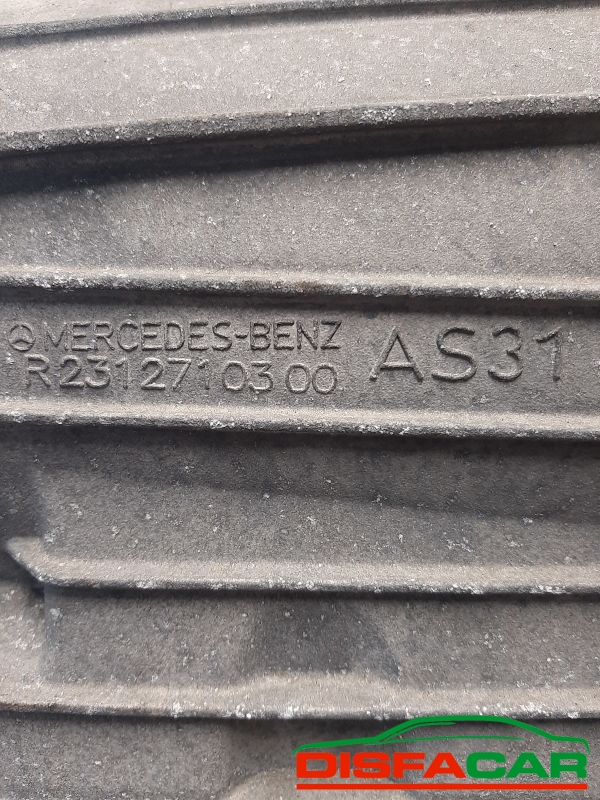 MERCEDES-BENZ AS31
R 231 271 03 00
DISFACAR